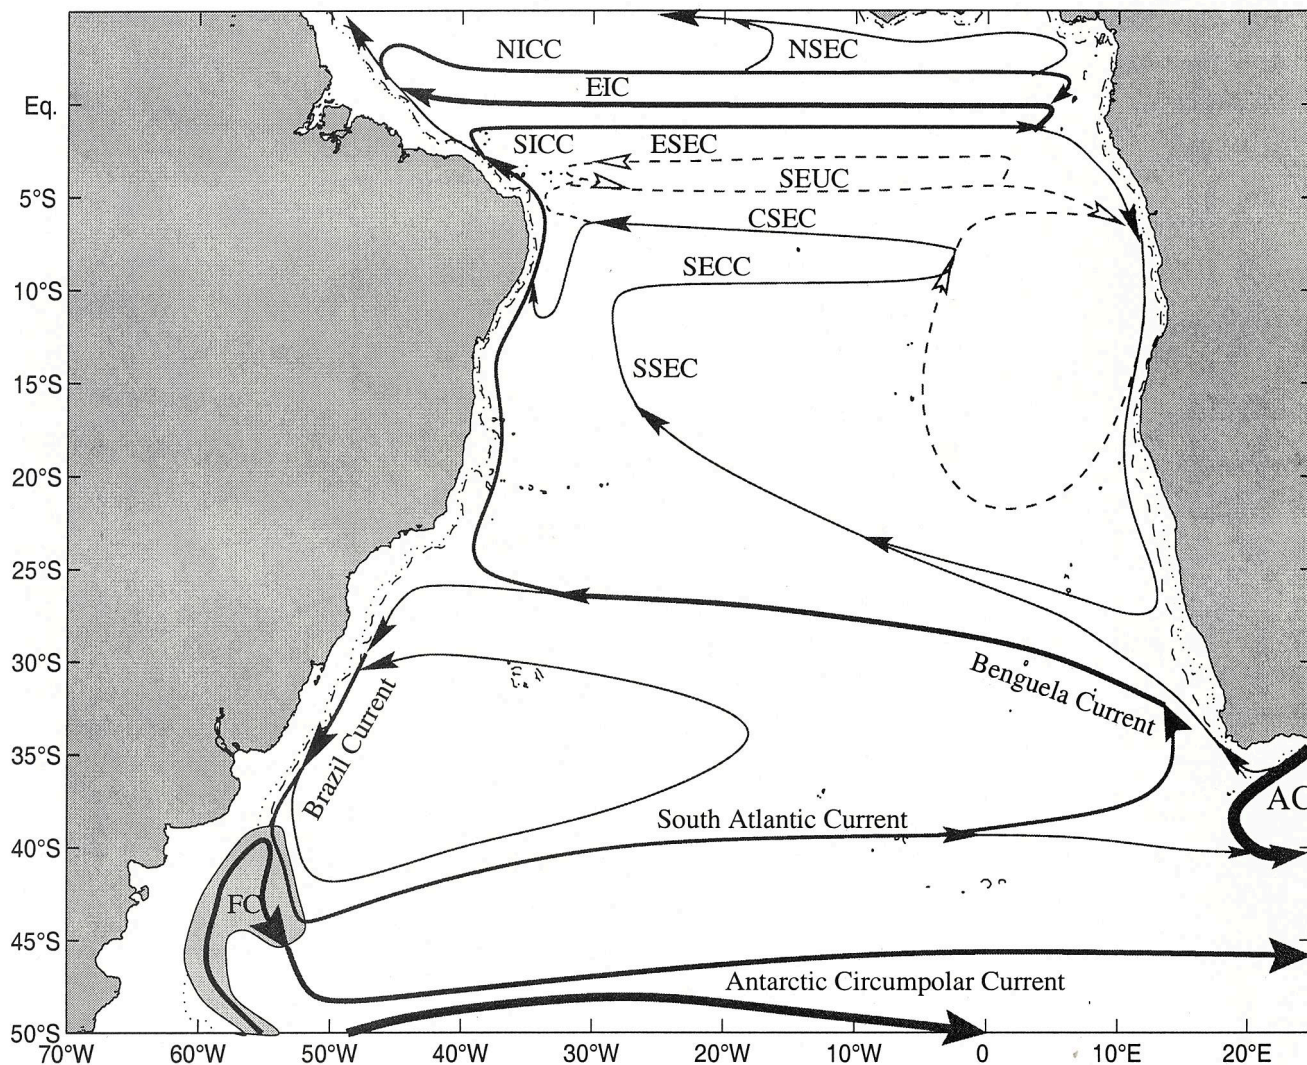 NICC
NSEC
EIC
Eq.
SICC
ESEC
SEUC
5°S
CSEC
SECC
10°S
SSEC
15°S
20°S
25°S
30°S
Benguela Current
Brazil Current
35°S
AC
South Atlantic Current
40°S
FC
45°S
Antarctic Circumpolar Current
50°S
70°W 60°W 50°W 40°W 30°W 20°W 10°W 0 10°E 20°E